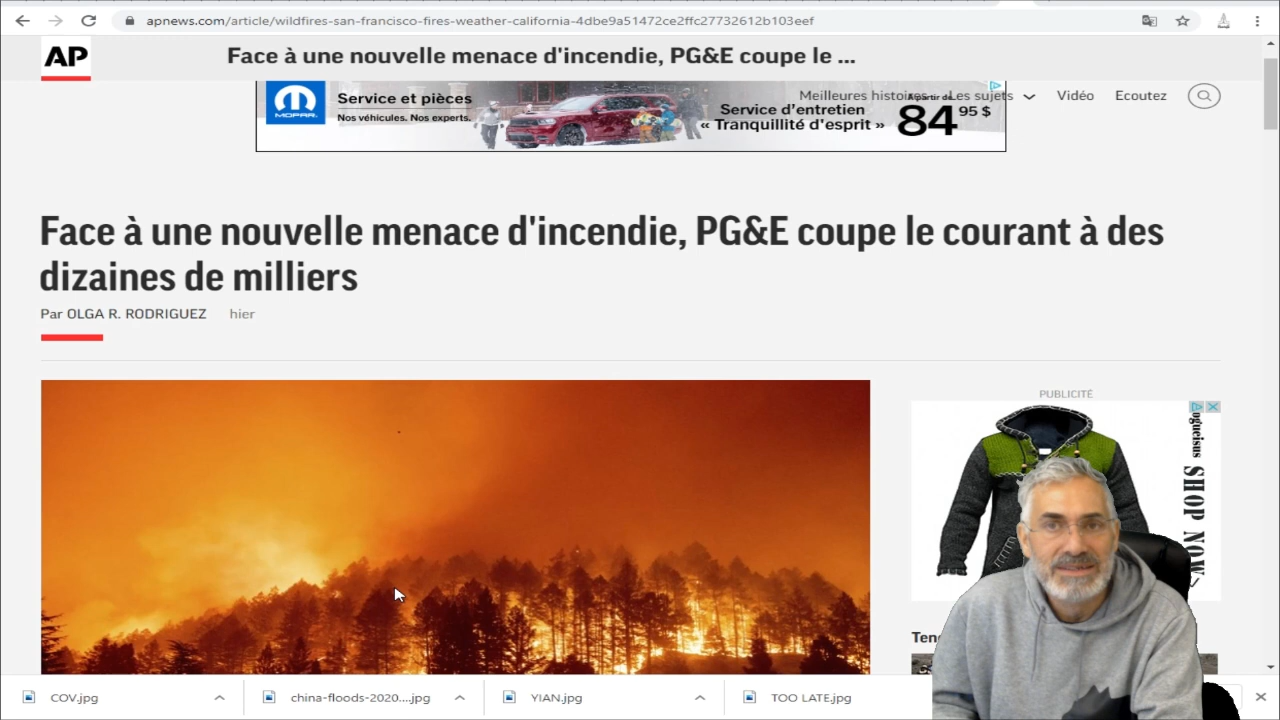 apnews.com/article/wildfires-san-francisco-fires-weather-california-4dbe9a51472ce2ffc27732612b103eef
AP
Face à une nouvelle menace d'incendie, PG&E coupe le ...
MOPAR.
Service et pièces
Nos véhicules. Nos experts.
Service d'entretien
« Tranquillité d'esprit »
À partir de
84 95 $
Meilleures histoires
Les sujets
Vidéo
Ecoutez
Face à une nouvelle menace d'incendie, PG&E coupe le courant à des
dizaines de milliers
Par OLGA R. RODRIGUEZ hier
PUBLICITÉ
SHOP NOW
COV.jpg
china-floods-2020....jpg
YIAN.jpg
TOO LATE.jpg